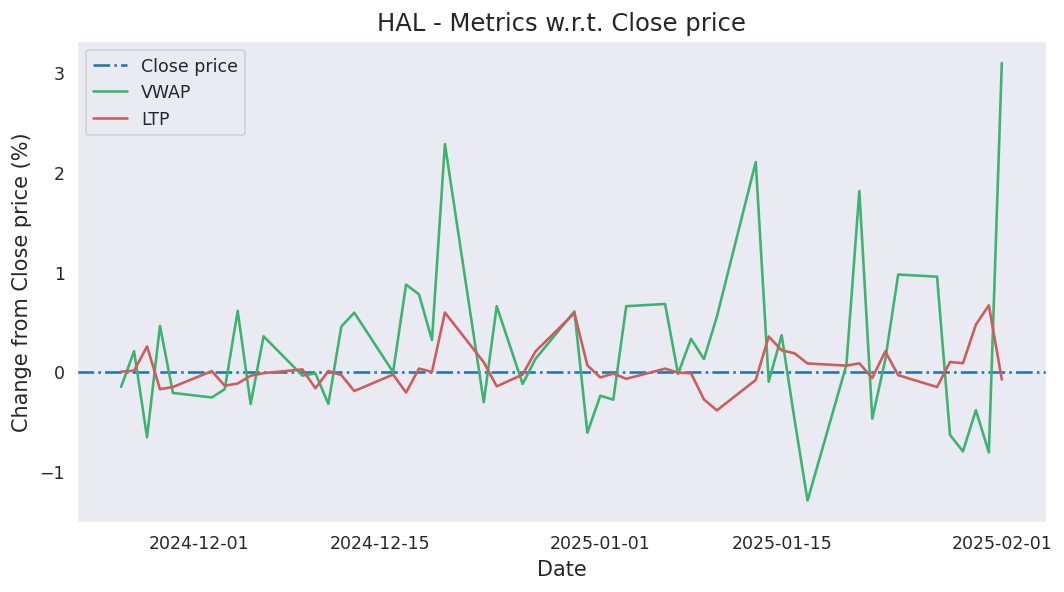 HAL - Metrics w.r.t. Close price
Close price
VWAP
LTP
Change from Close price (%)
3
2
1
0
−1
2024-12-01
2024-12-15
2025-01-01
2025-01-15
2025-02-01
Date